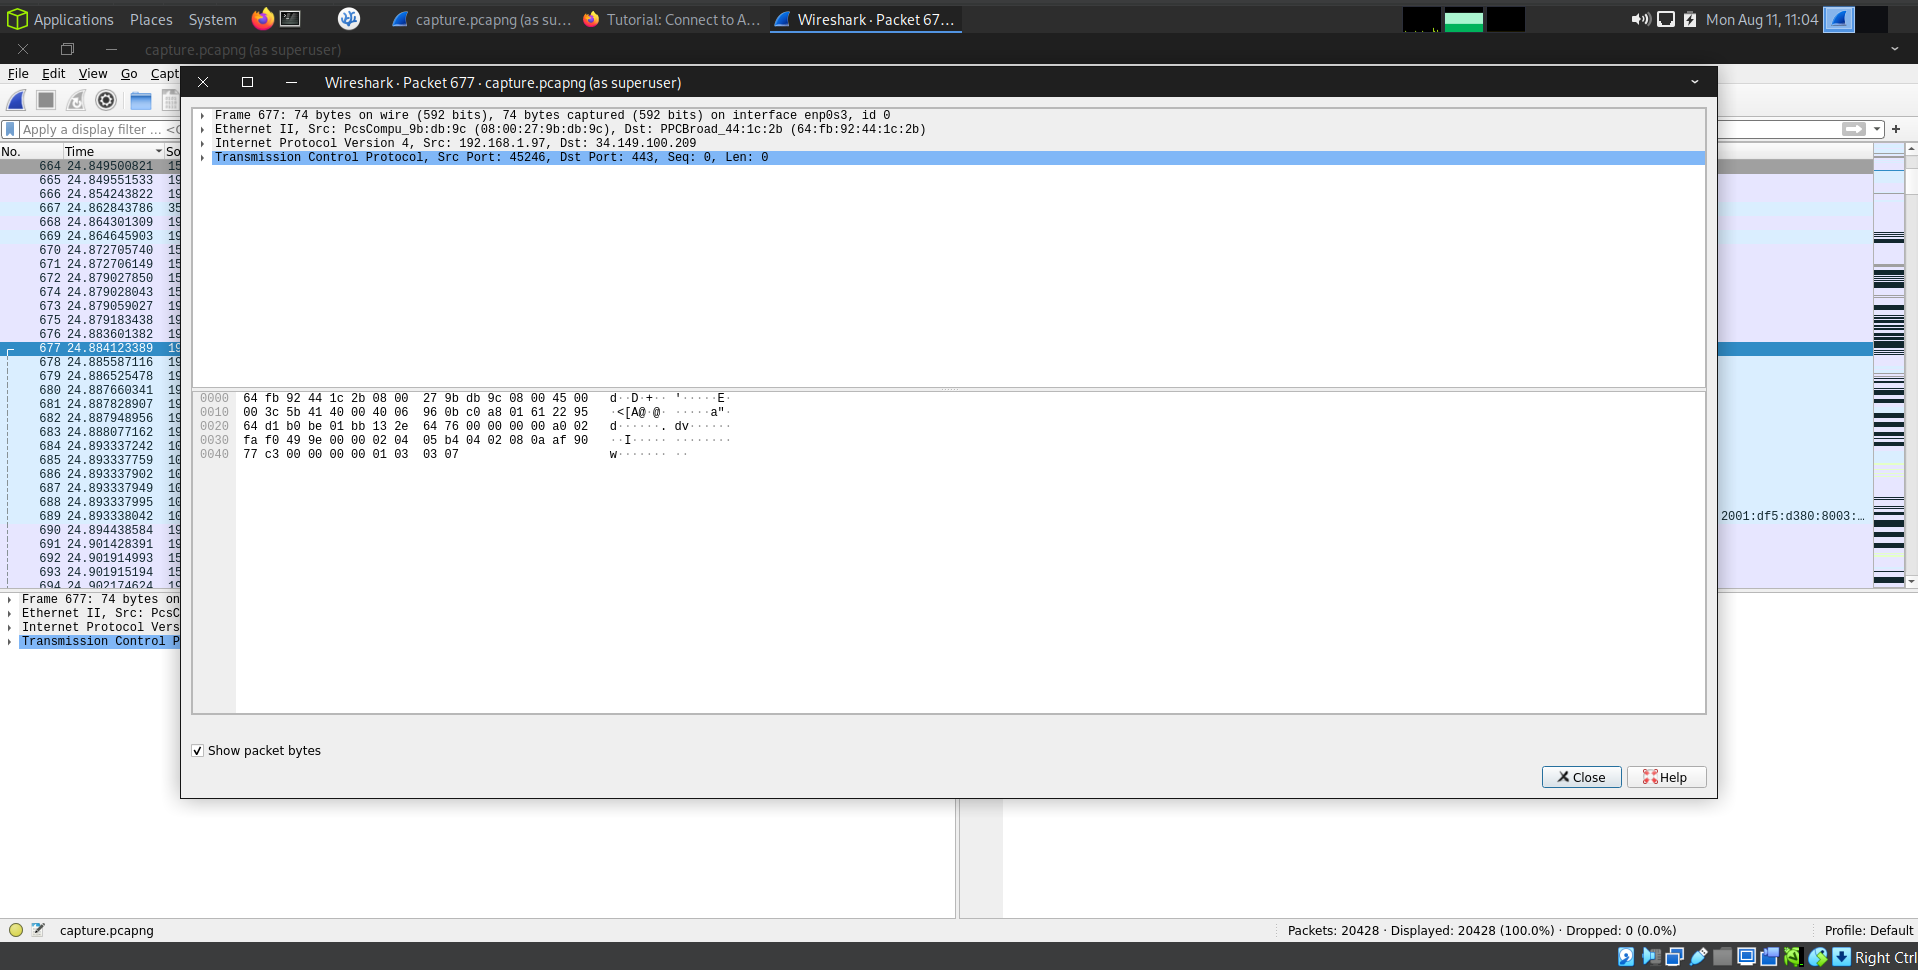 Applications Places System capture.pcapng (as su... Tutorial: Connect to A... Wireshark · Packet 67... Mon Aug 11, 11:04
capture.pcapng (as superuser)
File Edit View Go Capt
Wireshark · Packet 677 · capture.pcapng (as superuser)
Apply a display filter ... <C
No. Time So
664 24.849500821 15
665 24.849551533 19
666 24.854243822 19
667 24.862843786 35
668 24.864301309 19
669 24.864645903 19
670 24.872705740 15
671 24.872706149 15
672 24.879027850 15
674 24.879028043 15
673 24.879059027 19
675 24.879183438 19
676 24.883601382 19
677 24.884123389 19
678 24.885587116 19
679 24.886525478 19
680 24.887660341 19
681 24.887828907 19
682 24.887948956 19
683 24.888077162 19
684 24.893337242 10
685 24.893337759 10
686 24.893337902 10
687 24.893337949 10
688 24.893337995 10
689 24.893338042 10
2001:df5:d380:8003:…
690 24.894438584 19
691 24.901428391 19
692 24.901914993 15
693 24.901915194 15
694 24.902174624 19
Frame 677: 74 bytes on wire (592 bits), 74 bytes captured (592 bits) on interface enp0s3, id 0
Ethernet II, Src: PcsCompu_9b:db:9c (08:00:27:9b:db:9c), Dst: PPCBroad_44:1c:2b (64:fb:92:44:1c:2b)
Internet Protocol Version 4, Src: 192.168.1.97, Dst: 34.149.100.209
Transmission Control Protocol, Src Port: 45246, Dst Port: 443, Seq: 0, Len: 0
0000 64 fb 92 44 1c 2b 08 00 27 9b db 9c 08 00 45 00 d··D·+·· '·····E·
0010 00 3c 5b 41 40 00 40 06 96 0b c0 a8 01 61 22 95 ·<[A@·@· ·····a"·
0020 64 d1 b0 be 01 bb 13 2e 64 76 00 00 00 00 a0 02 d······. dv······
0030 fa f0 49 9e 00 00 02 04 05 b4 04 02 08 0a af 90 ··I····· ········
0040 77 c3 00 00 00 00 01 03 03 07 w······· ··
Frame 677: 74 bytes on
Ethernet II, Src: PcsC
Internet Protocol Vers
Transmission Control P
Show packet bytes
Close Help
capture.pcapng
Packets: 20428 · Displayed: 20428 (100.0%) · Dropped: 0 (0.0%)
Profile: Default
Right Ctrl